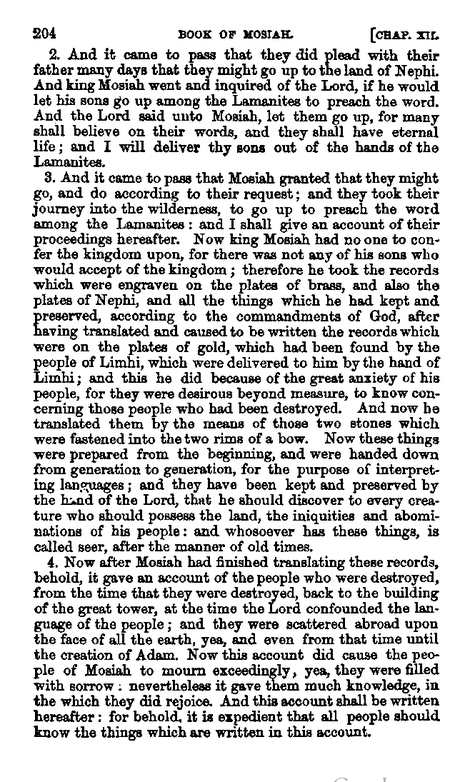 204 BOOK OF MOSIAH. [CHAP. XII.
2. And it came to pass that they did plead with their
father many days that they might go up to the land of Nephi.
And king Mosiah went and inquired of the Lord, if he would
let his sons go up among the Lamanites to preach the word.
And the Lord said unto Mosiah, let them go up, for many
shall believe on their words, and they shall have eternal
life; and I will deliver thy sons out of the hands of the
Lamanites.
3. And it came to pass that Mosiah granted that they might
go, and do according to their request; and they took their
journey into the wilderness, to go up to preach the word
among the Lamanites: and I shall give an account of their
proceedings hereafter. Now king Mosiah had no one to con-
fer the kingdom upon, for there was not any of his sons who
would accept of the kingdom; therefore he took the records
which were engraven on the plates of brass, and also the
plates of Nephi, and all the things which he had kept and
preserved, according to the commandments of God, after
having translated and caused to be written the records which
were on the plates of gold, which had been found by the
people of Limhi, which were delivered to him by the hand of
Limhi; and this he did because of the great anxiety of his
people, for they were desirous beyond measure, to know con-
cerning those people who had been destroyed. And now he
translated them by the means of those two stones which
were fastened into the two rims of a bow. Now these things
were prepared from the beginning, and were handed down
from generation to generation, for the purpose of interpret-
ing languages; and they have been kept and preserved by
the hand of the Lord, that he should discover to every crea-
ture who should possess the land, the iniquities and abomi-
nations of his people: and whosoever has these things, is
called seer, after the manner of old times.
4. Now after Mosiah had finished translating these records,
behold, it gave an account of the people who were destroyed,
from the time that they were destroyed, back to the building
of the great tower, at the time the Lord confounded the lan-
guage of the people; and they were scattered abroad upon
the face of all the earth, yea, and even from that time until
the creation of Adam. Now this account did cause the peo-
ple of Mosiah to mourn exceedingly, yea, they were filled
with sorrow: nevertheless it gave them much knowledge, in
the which they did rejoice. And this account shall be written
hereafter: for behold, it is expedient that all people should
know the things which are written in this account.